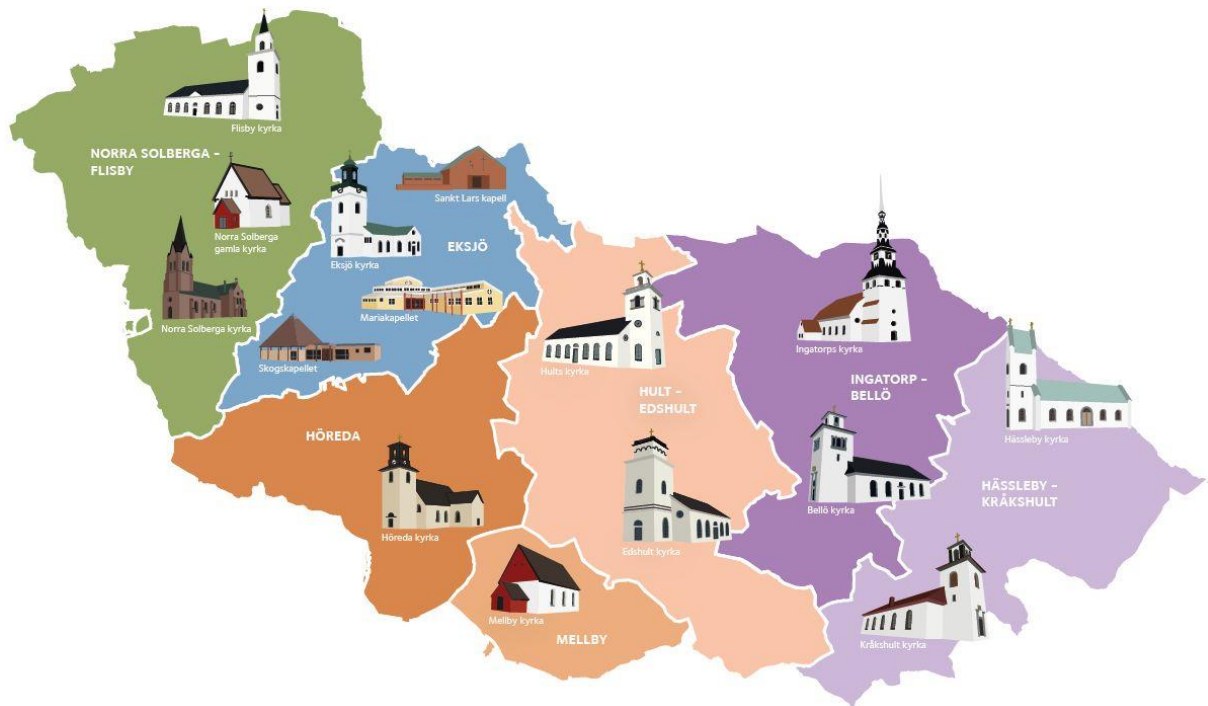 Flisby kyrka
NORRA SOLBERGA –
FLISBY
Norra Solberga
gamla kyrka
Norra Solberga kyrka
Sankt Lars kapell
EKSJÖ
Eksjö kyrka
Mariakapellet
Skogskapellet
HÖREDA
Höreda kyrka
Mellby kyrka
MELLBY
Hults kyrka
HULT –
EDSHULT
Edshult kyrka
Ingatorps kyrka
INGATORP –
BELLÖ
Bellö kyrka
Hässleby kyrka
HÄSSLEBY –
KRÅKSHULT
Kråkshult kyrka